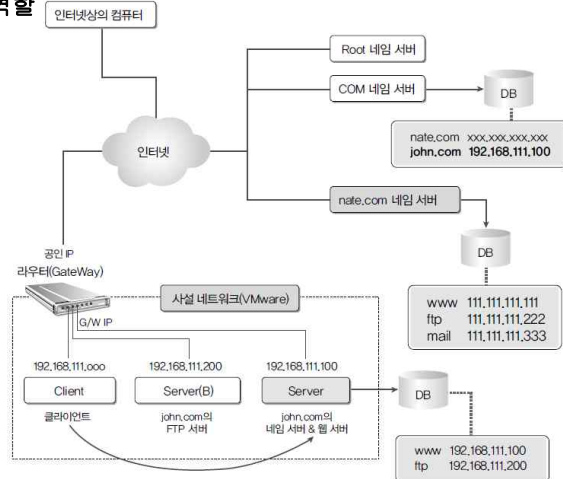 역할
인터넷상의 컴퓨터
Root 네임 서버
COM 네임 서버
DB
nate.com xxx.xxx.xxx.xxx
john.com 192.168.111.100
인터넷
nate.com 네임 서버
DB
www 111.111.111.111
ftp 111.111.111.222
mail 111.111.111.333
공인 IP
라우터(GateWay)
사설 네트워크(VMware)
G/W IP
192.168.111.ooo
Client
클라이언트
192.168.111.200
Server(B)
john.com의
FTP 서버
192.168.111.100
Server
john.com의
네임 서버 & 웹 서버
DB
www 192.168.111.100
ftp 192.168.111.200